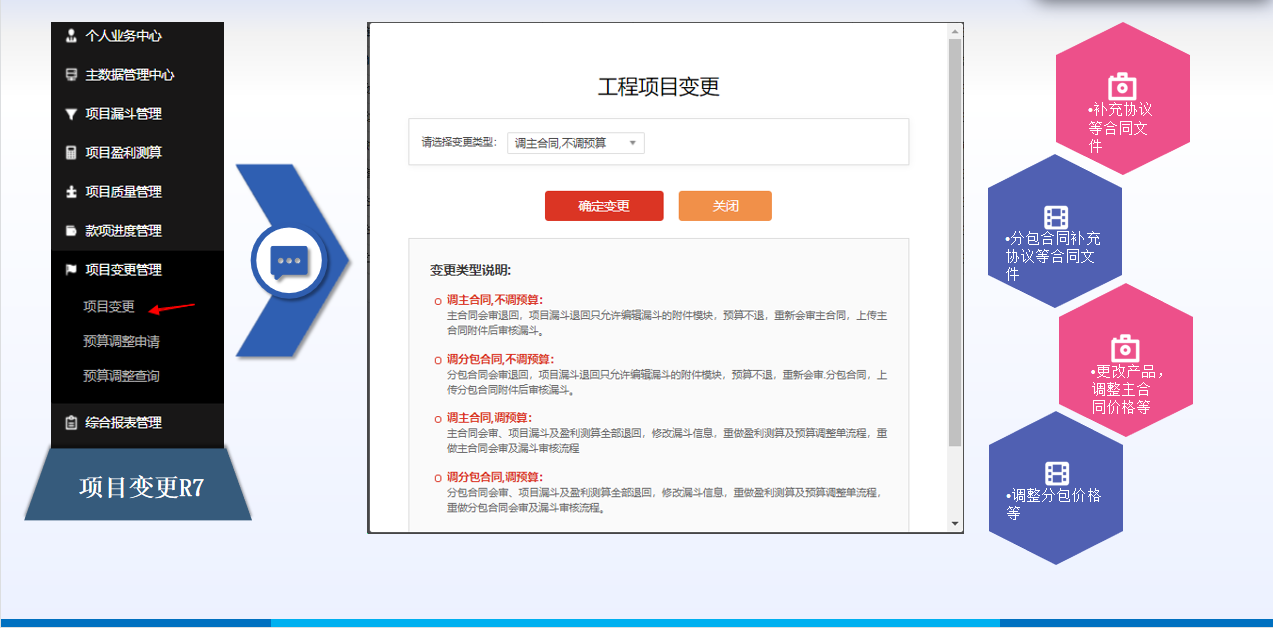 个人业务中心
主数据管理中心
项目漏斗管理
项目盈利测算
项目质量管理
款项进度管理
项目变更管理
项目变更
预算调整申请
预算调整查询
综合报表管理
项目变更R7
工程项目变更
请选择变更类型: 调主合同,不调预算
确定变更 关闭
变更类型说明:
调主合同,不调预算:
主合同会审退回，项目漏斗退回只允许编辑漏斗的附件模块，预算不退，重新会审主合同，上传主
合同附件后审核漏斗。
调分包合同,不调预算:
分包合同会审退回，项目漏斗退回只允许编辑漏斗的附件模块，预算不退，重新会审.分包合同，上
传分包合同附件后审核漏斗。
调主合同,调预算:
主合同会审、项目漏斗及盈利测算全部退回，修改漏斗信息，重做盈利测算及预算调整单流程，重
做主合同会审及漏斗审核流程
调分包合同,调预算:
分包合同会审、项目漏斗及盈利测算全部退回，修改漏斗信息，重做盈利测算及预算调整单流程，
重做分包合同会审及漏斗审核流程。
•补充协议
等合同文
件
•分包合同补充
协议等合同文
件
•更改产品，
调整主合
同价格等
•调整分包价格
等